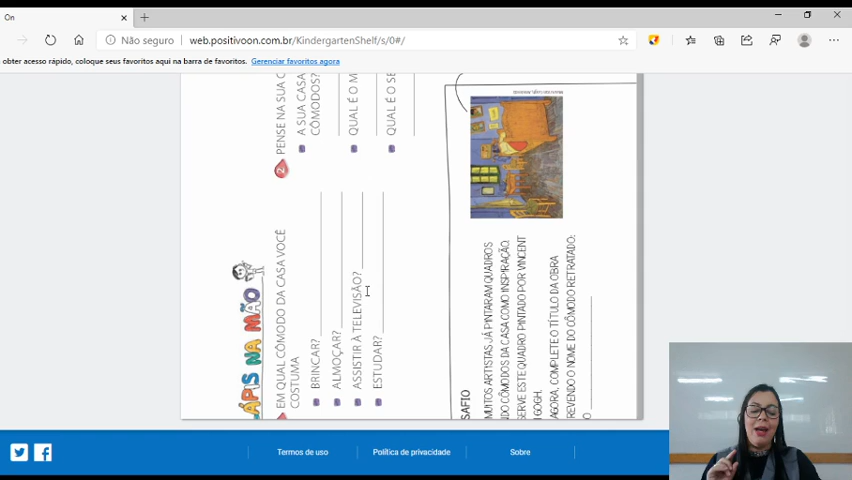 On
Não seguro
web.positivoon.com.br/KindergartenShelf/s/0#/
obter acesso rápido, coloque seus favoritos aqui na barra de favoritos. Gerenciar favoritos agora
ÁPIS NA MÃO
EM QUAL CÔMODO DA CASA VOCÊ
COSTUMA
BRINCAR?
ALMOÇAR?
ASSISTIR À TELEVISÃO?
ESTUDAR?
2 PENSE NA SUA
A SUA CASA
CÔMODOS?
QUAL É O
QUAL É O
SAFIO
MUITOS ARTISTAS JÁ PINTARAM QUADROS
DO CÔMODOS DA CASA COMO INSPIRAÇÃO.
SERVE ESTE QUADRO PINTADO POR VINCENT
GOGH.
AGORA, COMPLETE O TÍTULO DA OBRA
REVENDO O NOME DO CÔMODO RETRATADO:
O
Termos de uso
Política de privacidade
Sobre